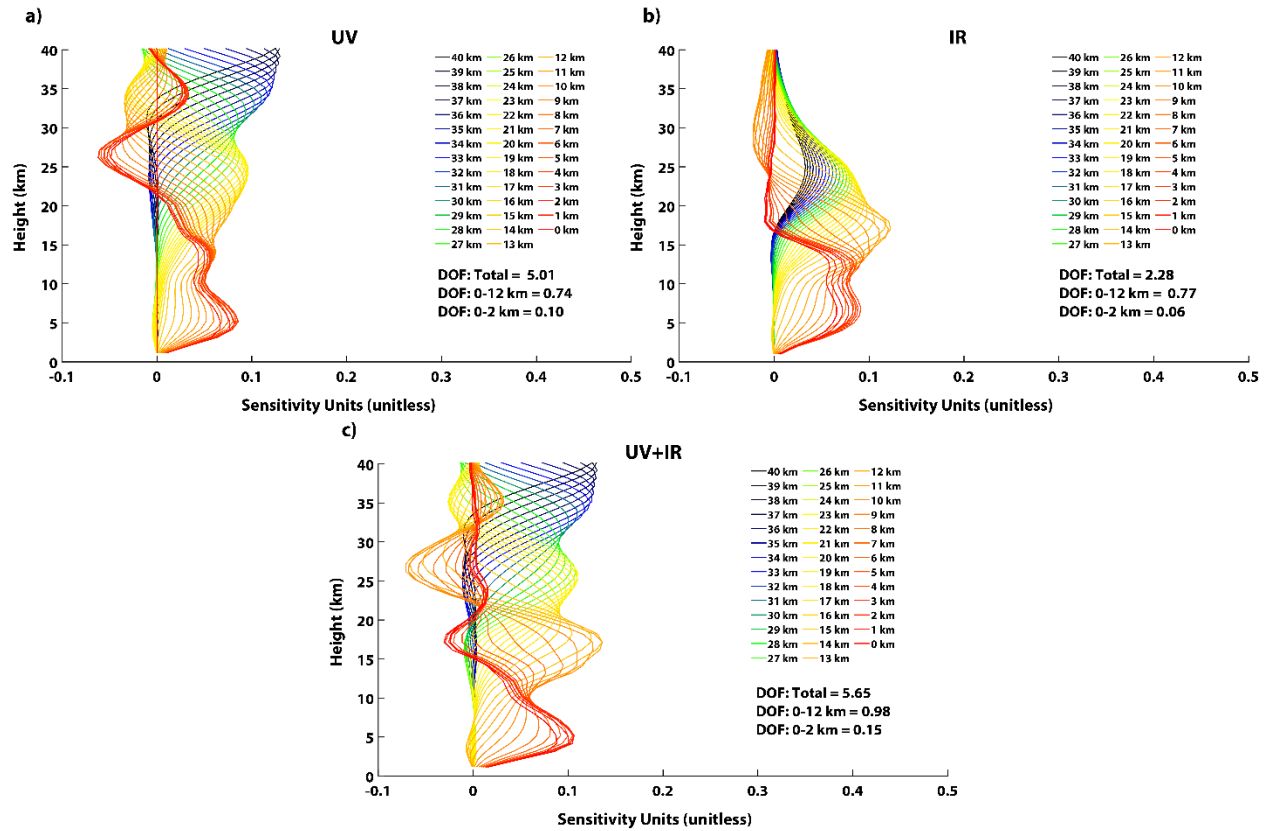 a)
UV
40
35
30
25
20
15
10
5
0
Height (km)
-0.1 0 0.1 0.2 0.3 0.4 0.5
Sensitivity Units (unitless)
40 km 26 km 12 km
39 km 25 km 11 km
38 km 24 km 10 km
37 km 23 km 9 km
36 km 22 km 8 km
35 km 21 km 7 km
34 km 20 km 6 km
33 km 19 km 5 km
32 km 18 km 4 km
31 km 17 km 3 km
30 km 16 km 2 km
29 km 15 km 1 km
28 km 14 km 0 km
27 km 13 km
DOF: Total = 5.01
DOF: 0-12 km = 0.74
DOF: 0-2 km = 0.10
b)
IR
40
35
30
25
20
15
10
5
0
Height (km)
-0.1 0 0.1 0.2 0.3 0.4 0.5
Sensitivity Units (unitless)
40 km 26 km 12 km
39 km 25 km 11 km
38 km 24 km 10 km
37 km 23 km 9 km
36 km 22 km 8 km
35 km 21 km 7 km
34 km 20 km 6 km
33 km 19 km 5 km
32 km 18 km 4 km
31 km 17 km 3 km
30 km 16 km 2 km
29 km 15 km 1 km
28 km 14 km 0 km
27 km 13 km
DOF: Total = 2.28
DOF: 0-12 km = 0.77
DOF: 0-2 km = 0.06
c)
UV+IR
40
35
30
25
20
15
10
5
0
Height (km)
-0.1 0 0.1 0.2 0.3 0.4 0.5
Sensitivity Units (unitless)
40 km 26 km 12 km
39 km 25 km 11 km
38 km 24 km 10 km
37 km 23 km 9 km
36 km 22 km 8 km
35 km 21 km 7 km
34 km 20 km 6 km
33 km 19 km 5 km
32 km 18 km 4 km
31 km 17 km 3 km
30 km 16 km 2 km
29 km 15 km 1 km
28 km 14 km 0 km
27 km 13 km
DOF: Total = 5.65
DOF: 0-12 km = 0.98
DOF: 0-2 km = 0.15